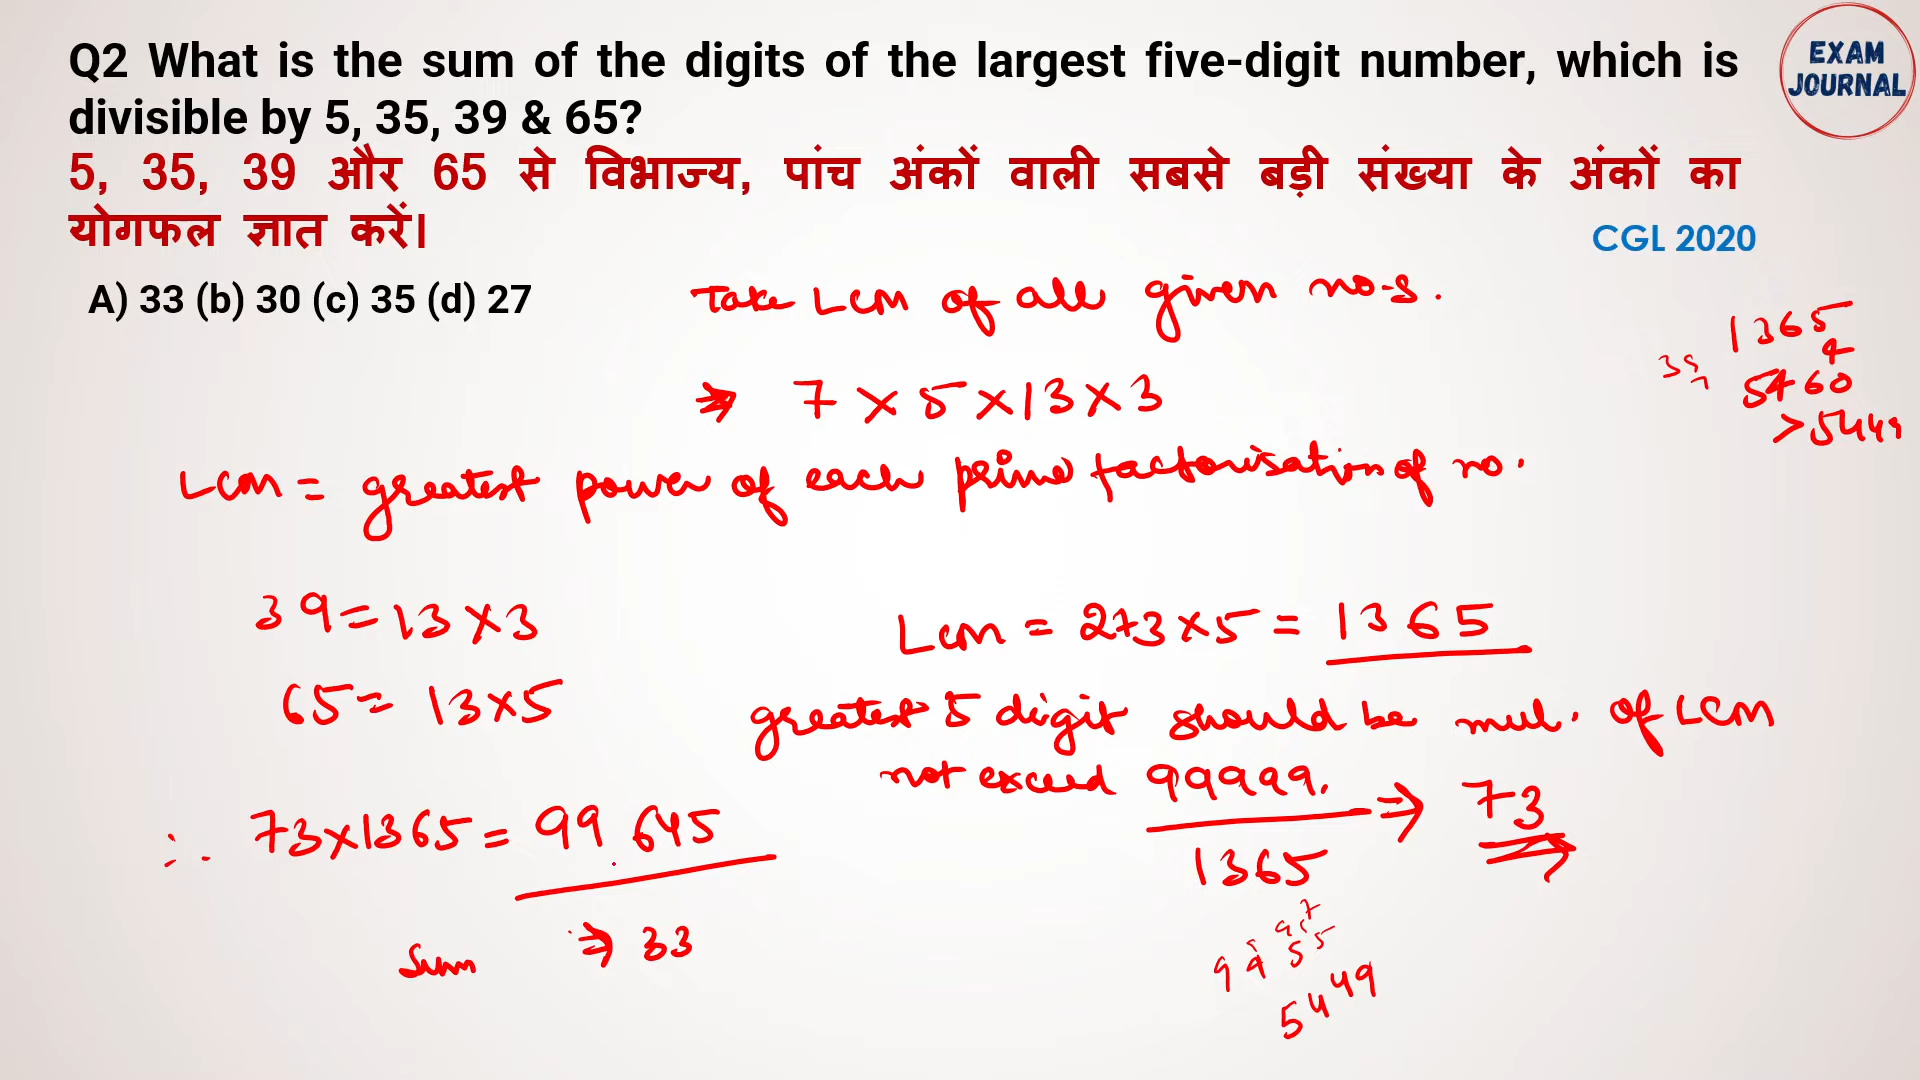 Q2 What is the sum of the digits of the largest five-digit number, which is
divisible by 5, 35, 39 & 65?
EXAM
JOURNAL
5, 35, 39 और 65 से विभाज्य, पांच अंकों वाली सबसे बड़ी संख्या के अंकों का
योगफल ज्ञात करें।
CGL 2020
A) 33 (b) 30 (c) 35 (d) 27
Take LCM of all given no-s.
1365
4
5460
>5449
⇒ 7 × 5 × 13 × 3
LCM = greatest power of each prime factorisation of no.
39 = 13 × 3
65 = 13 × 5
LCM = 273 × 5 = 1365
greatest 5 digit should be mul. of LCM
not exceed 99999. ⇒ 73
1365
∴ 73 × 1365 = 99645
Sum ⇒ 33
5449